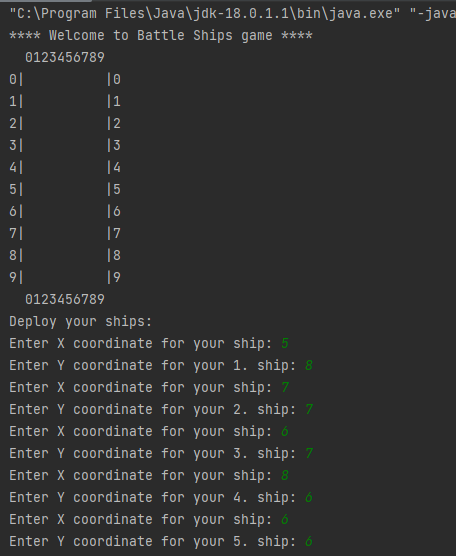 "C:\Program Files\Java\jdk-18.0.1.1\bin\java.exe" "-java
**** Welcome to Battle Ships game ****
  0123456789
0|          |0
1|          |1
2|          |2
3|          |3
4|          |4
5|          |5
6|          |6
7|          |7
8|          |8
9|          |9
  0123456789
Deploy your ships:
Enter X coordinate for your ship: 5
Enter Y coordinate for your 1. ship: 8
Enter X coordinate for your ship: 7
Enter Y coordinate for your 2. ship: 7
Enter X coordinate for your ship: 6
Enter Y coordinate for your 3. ship: 7
Enter X coordinate for your ship: 8
Enter Y coordinate for your 4. ship: 6
Enter X coordinate for your ship: 6
Enter Y coordinate for your 5. ship: 6